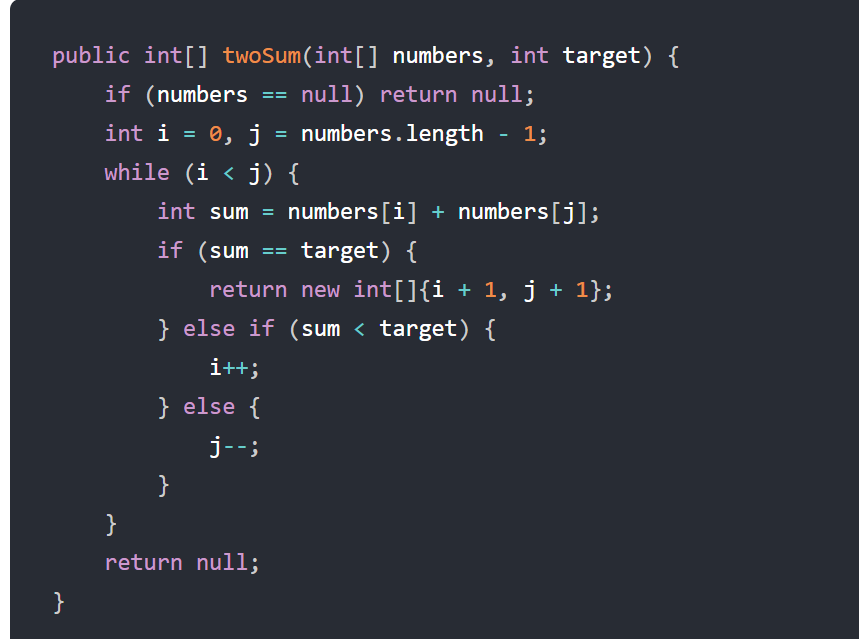 public int[] twoSum(int[] numbers, int target) {
    if (numbers == null) return null;
    int i = 0, j = numbers.length - 1;
    while (i < j) {
        int sum = numbers[i] + numbers[j];
        if (sum == target) {
            return new int[]{i + 1, j + 1};
        } else if (sum < target) {
            i++;
        } else {
            j--;
        }
    }
    return null;
}